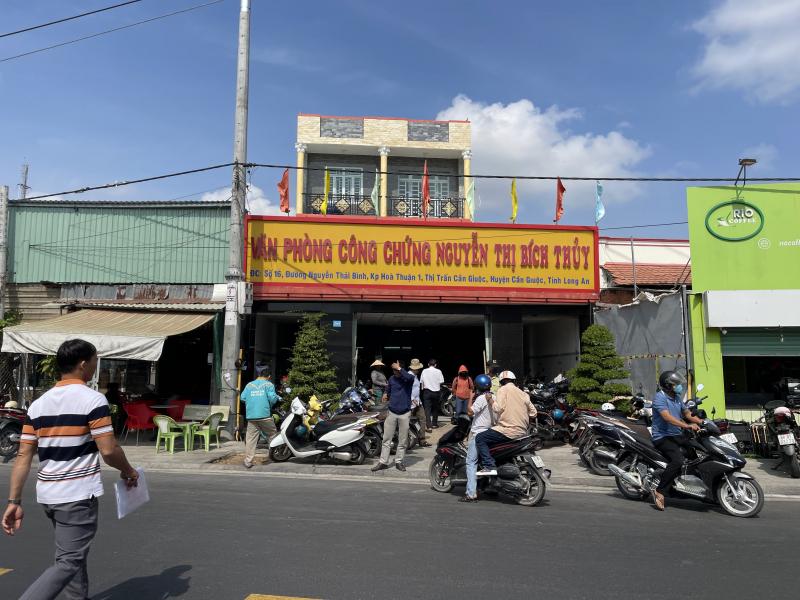 VĂN PHÒNG CÔNG CHỨNG NGUYỄN THỊ BÍCH THỦY
ĐC: Số 16, Đường Nguyễn Thái Bình, Kp Hoà Thuận 1, Thị Trấn Cần Giuộc, Huyện Cần Giuộc, Tỉnh Long An
RIO
COFFEE